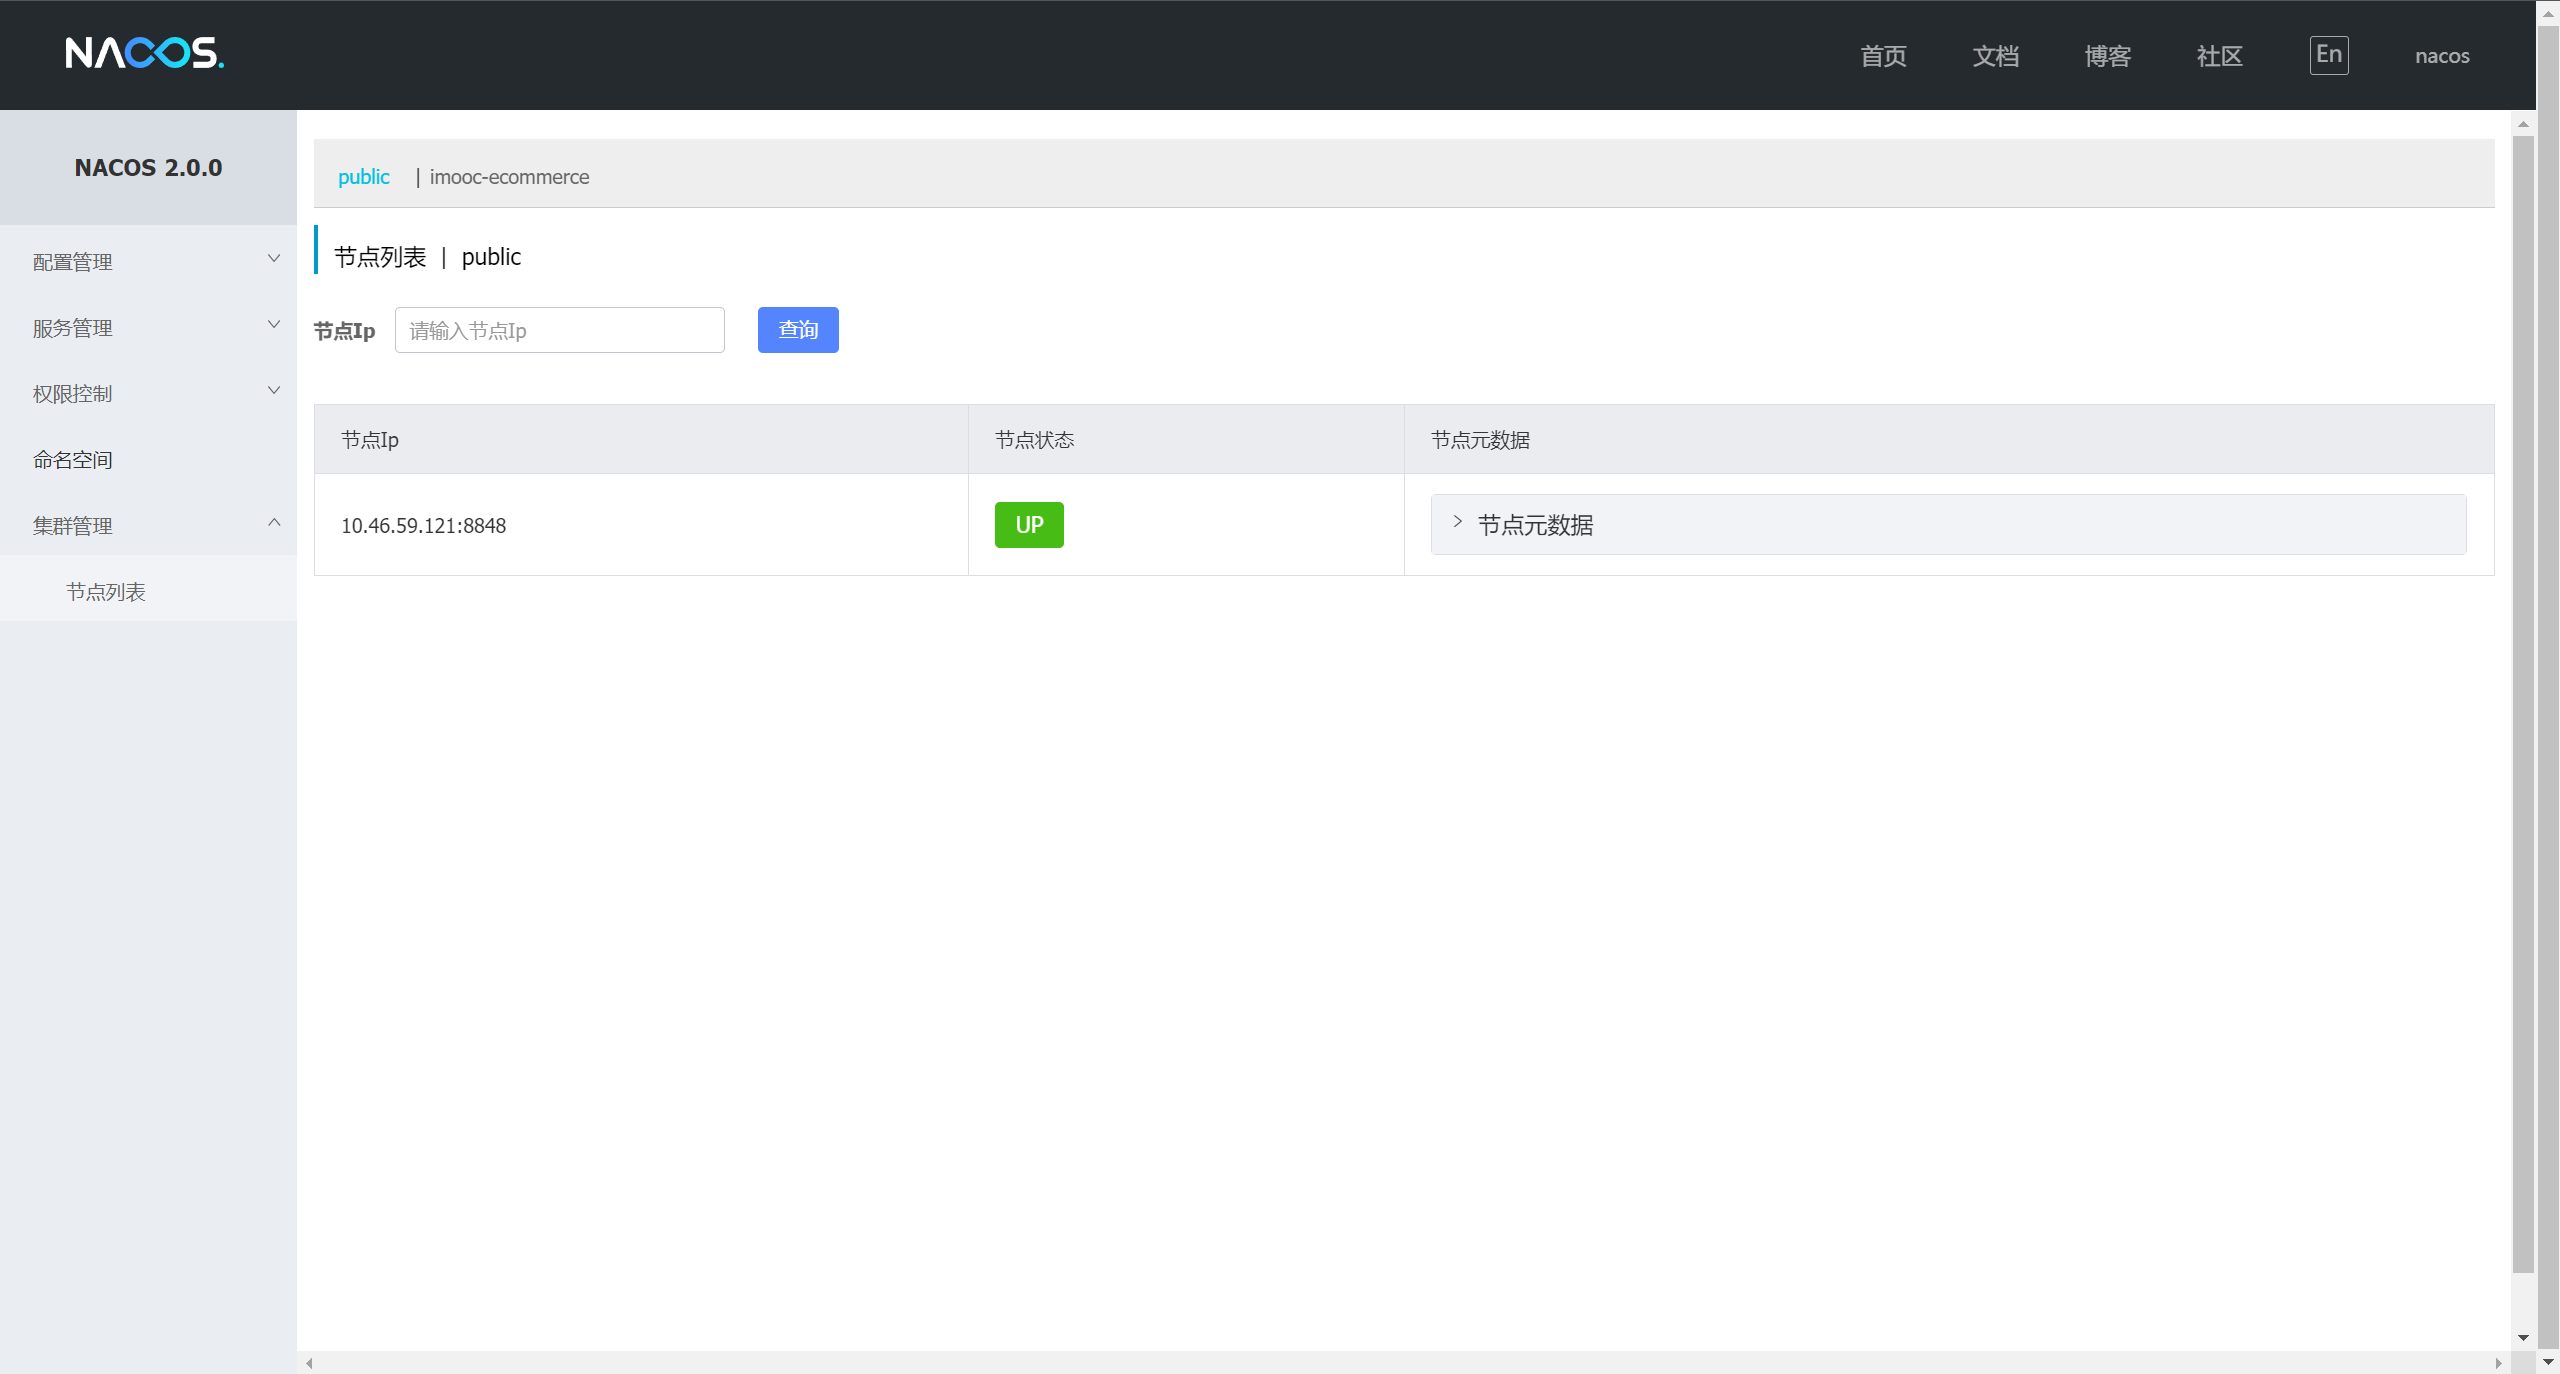 NACOS.
首页 文档 博客 社区 En nacos
NACOS 2.0.0
配置管理
服务管理
权限控制
命名空间
集群管理
节点列表
public | imooc-ecommerce
节点列表 | public
节点Ip 请输入节点Ip 查询
节点Ip 节点状态 节点元数据
10.46.59.121:8848 UP 节点元数据